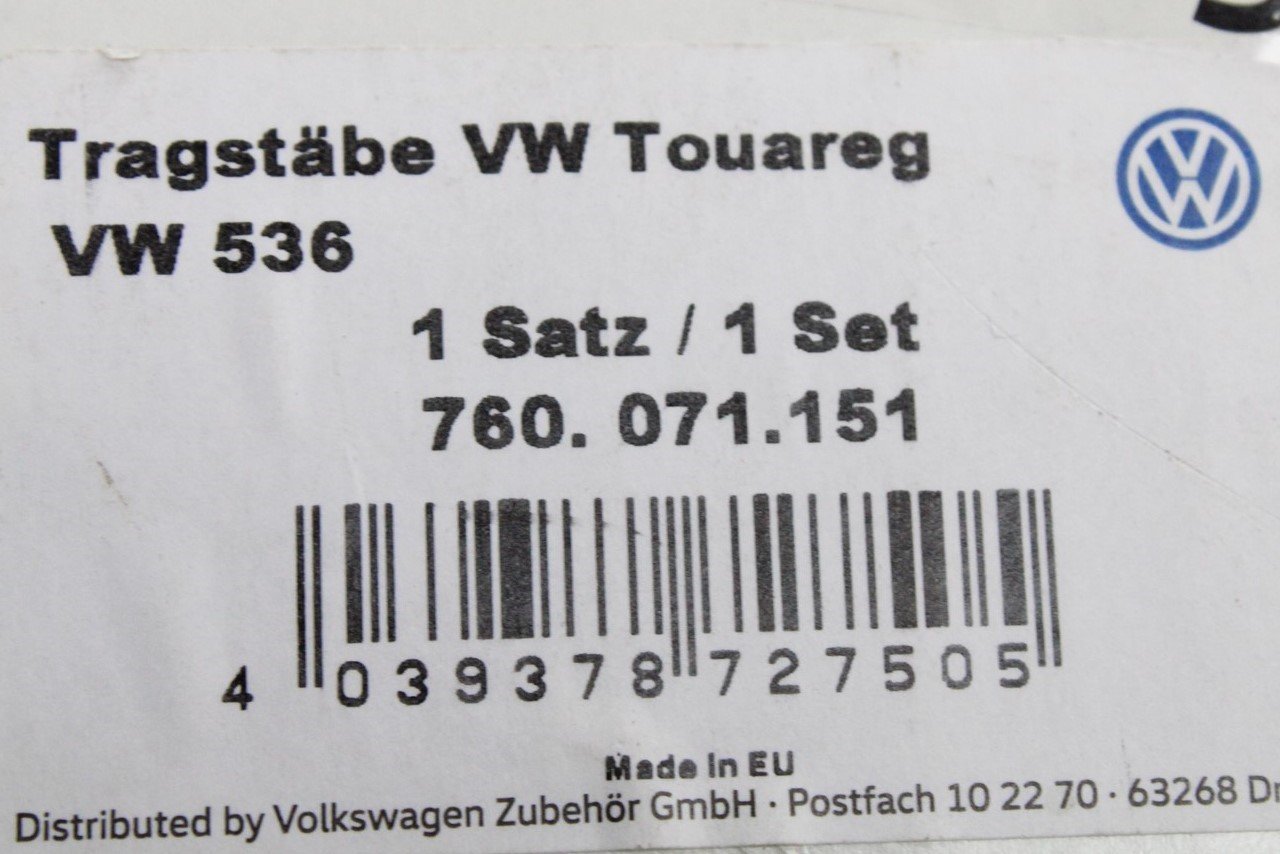 Tragstäbe VW Touareg
VW 536
1 Satz / 1 Set
760. 071.151
4 039378 727505
Made in EU
Distributed by Volkswagen Zubehör GmbH · Postfach 10 22 70 · 63268